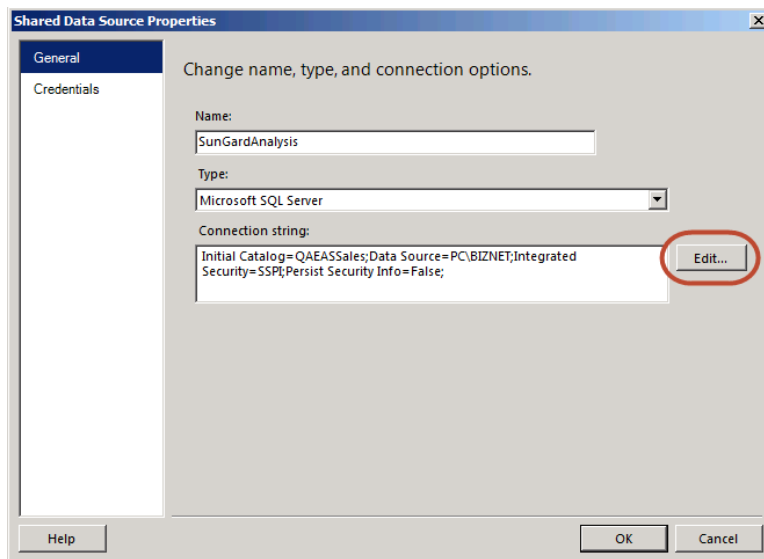 Shared Data Source Properties
General
Credentials
Change name, type, and connection options.
Name:
SunGardAnalysis
Type:
Microsoft SQL Server
Connection string:
Initial Catalog=QAEASSales;Data Source=PC\BIZNET;Integrated
Security=SSPI;Persist Security Info=False;
Edit...
Help
OK
Cancel